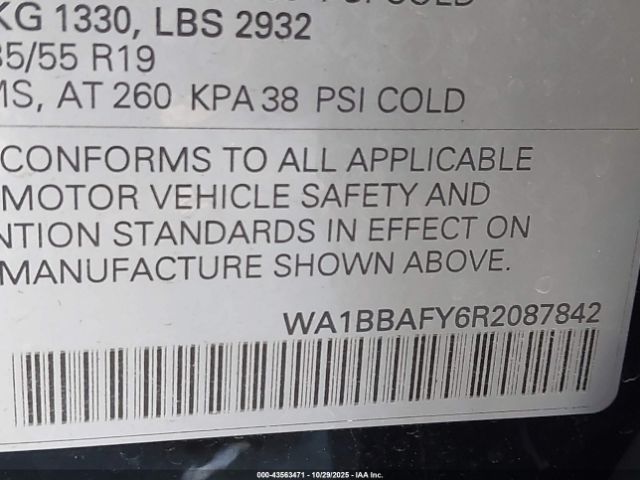 KG 1330, LBS 2932
35/55 R19
MS, AT 260 KPA 38 PSI COLD
CONFORMS TO ALL APPLICABLE
MOTOR VEHICLE SAFETY AND
NTION STANDARDS IN EFFECT ON
MANUFACTURE SHOWN ABOVE.
WA1BBAFY6R2087842
000-43563471 - 10/29/2025 - IAA Inc.